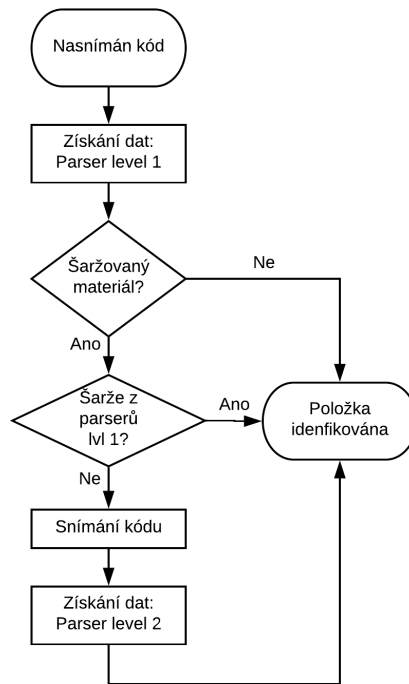 Nasnímán kód
Získání dat:
Parser level 1
Šaržovaný
materiál?
Ne
Ano
Šarže z
parserů
lvl 1?
Ano
Položka
idenfikována
Ne
Snímání kódu
Získání dat:
Parser level 2